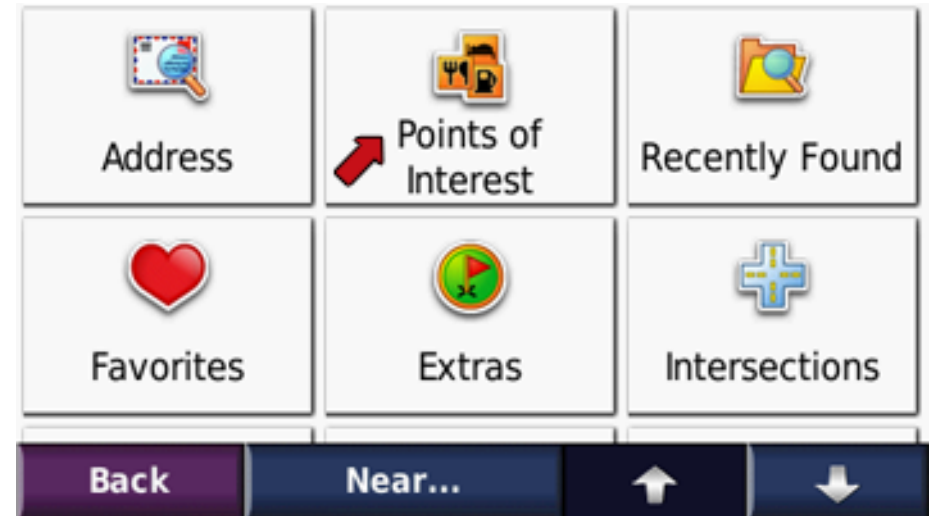 Address
Points of
Interest
Recently Found
Favorites
Extras
Intersections
Back
Near...